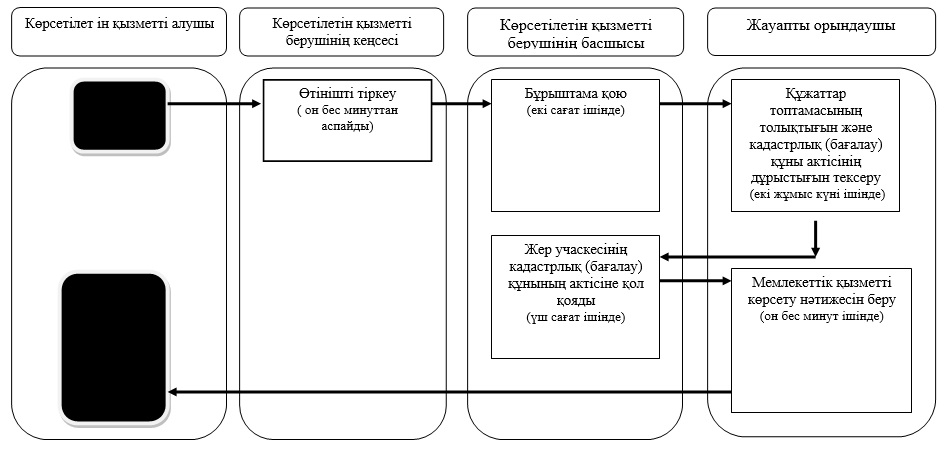 Көрсетілет ін қызметті алушы
Көрсетілетін қызметті
берушінің кеңсесі
Көрсетілетін қызметті
берушінің басшысы
Жауапты орындаушы
Өтінішті тіркеу
( он бес минуттан
аспайды)
Бұрыштама қою
(екі сағат ішінде)
Құжаттар
топтамасының
толықтығын және
кадастрлық (бағалау)
құны актісінің
дұрыстығын тексеру
(екі жұмыс күні ішінде)
Жер учаскесінің
кадастрлық (бағалау)
құнының актісіне қол
қояды
(үш сағат ішінде)
Мемлекеттік қызметті
көрсету нәтижесін беру
(он бес минут ішінде)